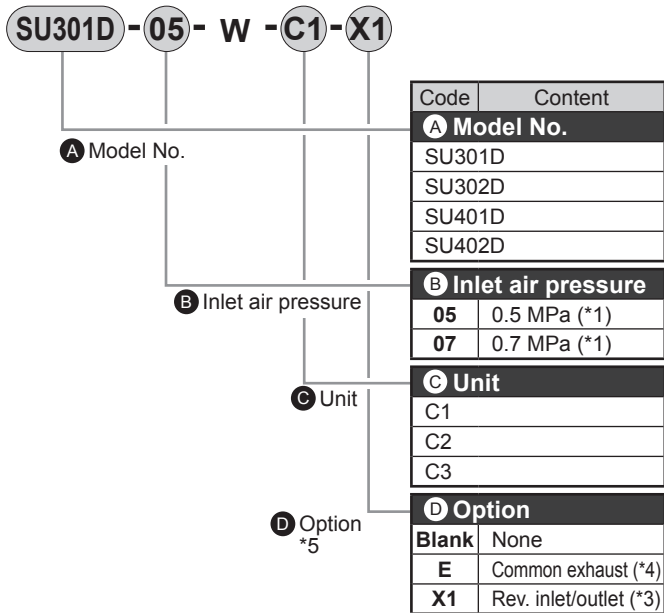 SU301D-05- W -C1-X1
Code Content
A Model No.
A Model No.
SU301D
SU302D
SU401D
SU402D
B Inlet air pressure
B Inlet air pressure
05 0.5 MPa (*1)
07 0.7 MPa (*1)
C Unit
C Unit
C1
C2
C3
D Option
*5
D Option
Blank None
E Common exhaust (*4)
X1 Rev. inlet/outlet (*3)